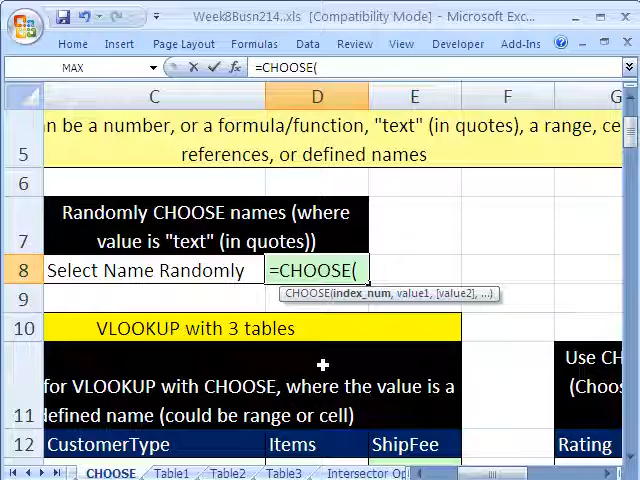 Week8Busn214.xls [Compatibility Mode] - Microsoft Exc...
Home Insert Page Layout Formulas Data Review View Developer Add-Ins
MAX =CHOOSE(
C D E F G
5 n be a number, or a formula/function, "text" (in quotes), a range, ce
references, or defined names
6
7 Randomly CHOOSE names (where
value is "text" (in quotes))
8 Select Name Randomly =CHOOSE(
CHOOSE(index_num, value1, [value2], ...)
9
10 VLOOKUP with 3 tables
Use CH
11 for VLOOKUP with CHOOSE, where the value is a (Choos
defined name (could be range or cell)
12 CustomerType Items ShipFee Rating
CHOOSE Table1 Table2 Table3 Intersector Op